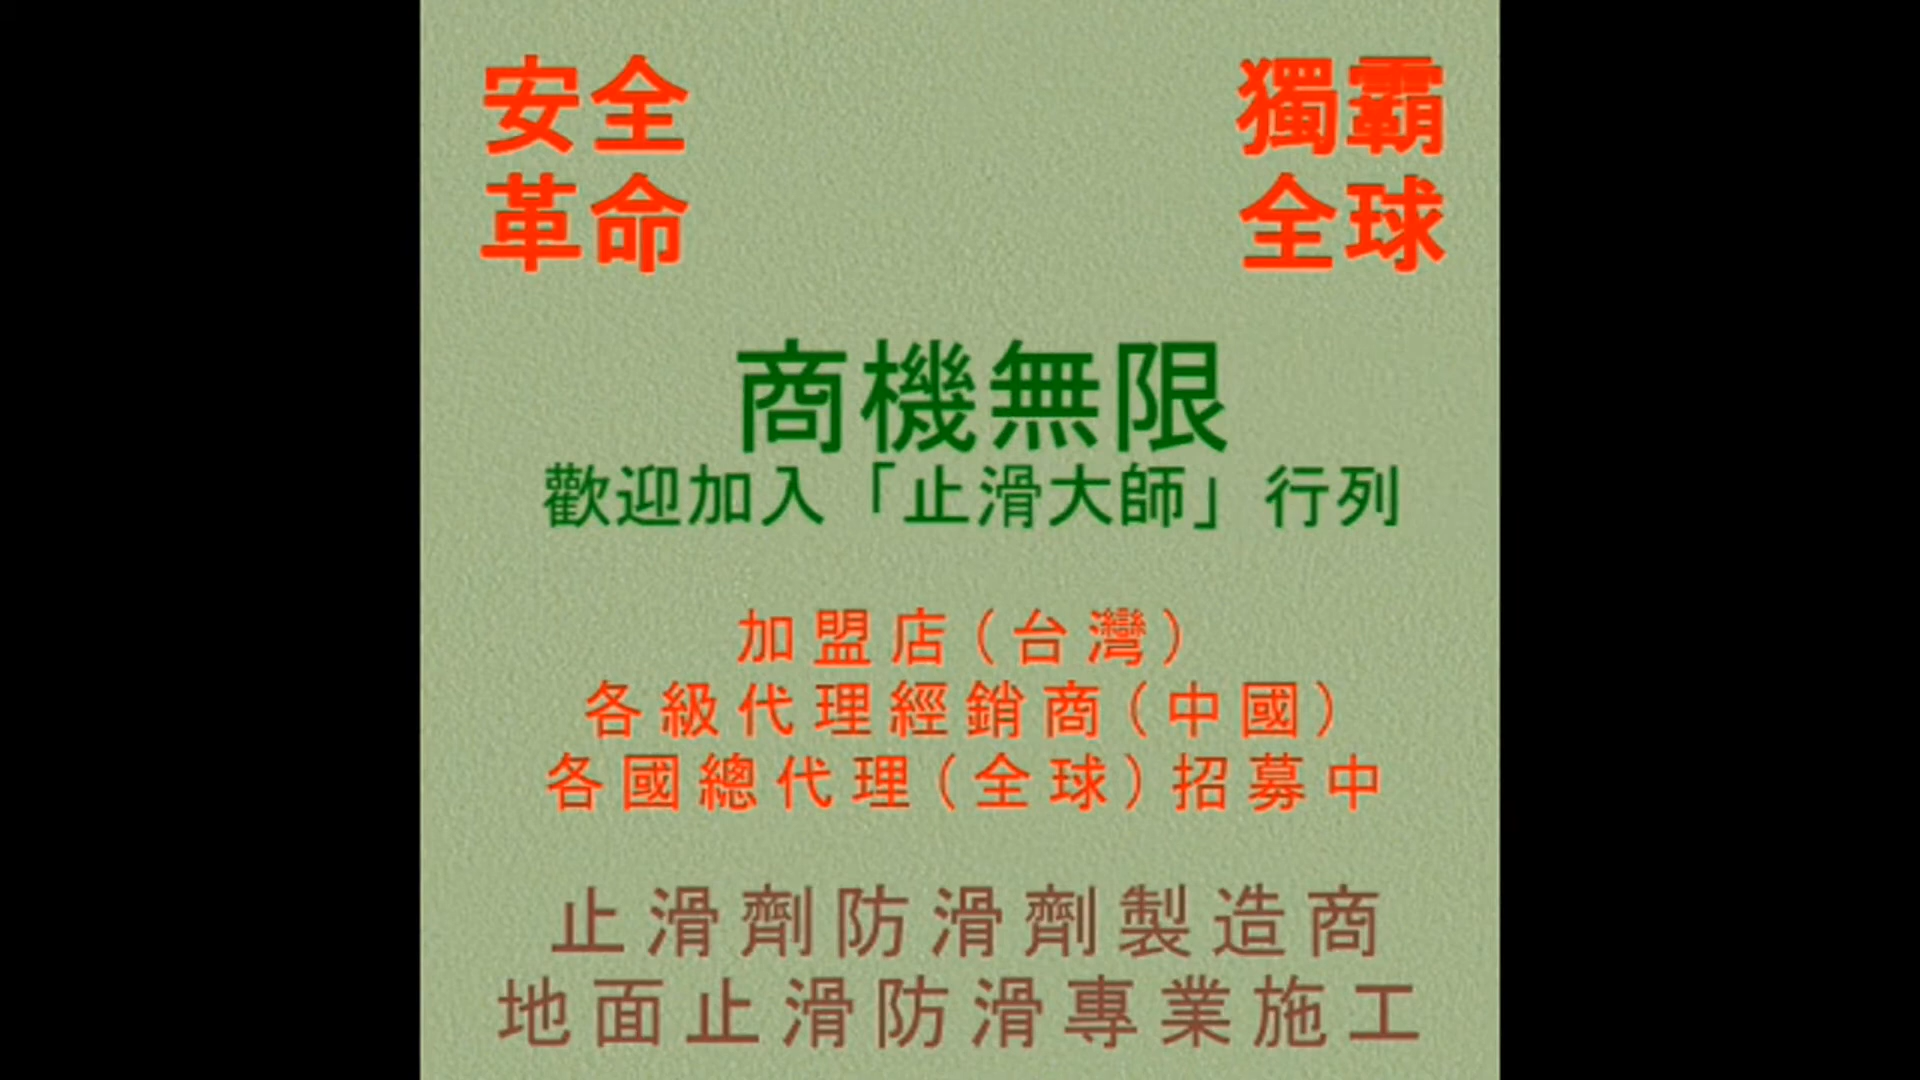 安全
革命
獨霸
全球
商機無限
歡迎加入「止滑大師」行列
加盟店(台灣)
各級代理經銷商(中國)
各國總代理(全球)招募中
止滑劑防滑劑製造商
地面止滑防滑專業施工